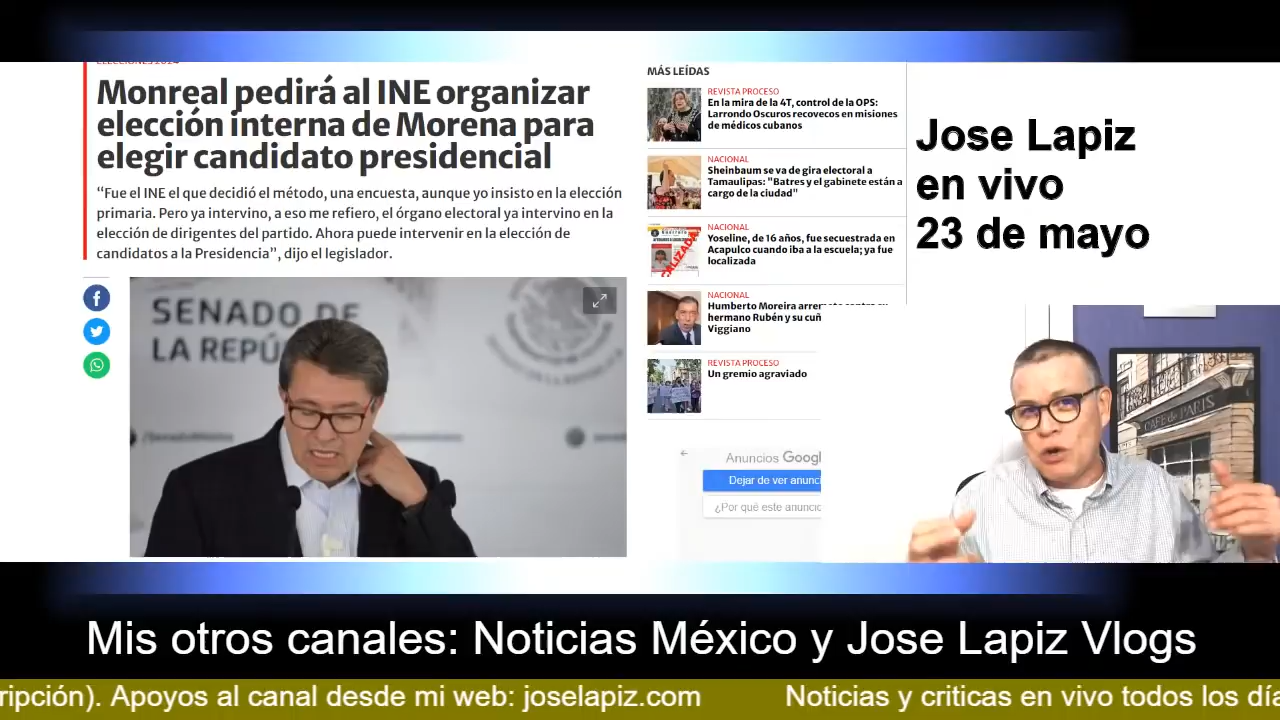 ELECCIONES 2024
Monreal pedirá al INE organizar
elección interna de Morena para
elegir candidato presidencial
“Fue el INE el que decidió el método, una encuesta, aunque yo insisto en la elección
primaria. Pero ya intervino, a eso me refiero, el órgano electoral ya intervino en la
elección de dirigentes del partido. Ahora puede intervenir en la elección de
candidatos a la Presidencia”, dijo el legislador.
SENADO DE
LA REPÚ
MÁS LEÍDAS
REVISTA PROCESO
En la mira de la 4T, control de la OPS:
Larrondo Oscuros recovecos en misiones
de médicos cubanos
NACIONAL
Sheinbaum se va de gira electoral a
Tamaulipas: "Batres y el gabinete están a
cargo de la ciudad"
NACIONAL
Yoseline, de 16 años, fue secuestrada en
Acapulco cuando iba a la escuela; ya fue
localizada
NACIONAL
Humberto Moreira
hermano Rubén y su cuñ
Viggiano
REVISTA PROCESO
Un gremio agraviado
Anuncios Googl
Dejar de ver anunci
¿Por qué este anuncio
Jose Lapiz
en vivo
23 de mayo
CAFE de PARIS
Mis otros canales: Noticias México y Jose Lapiz Vlogs
ripción). Apoyos al canal desde mi web: joselapiz.com Noticias y criticas en vivo todos los día